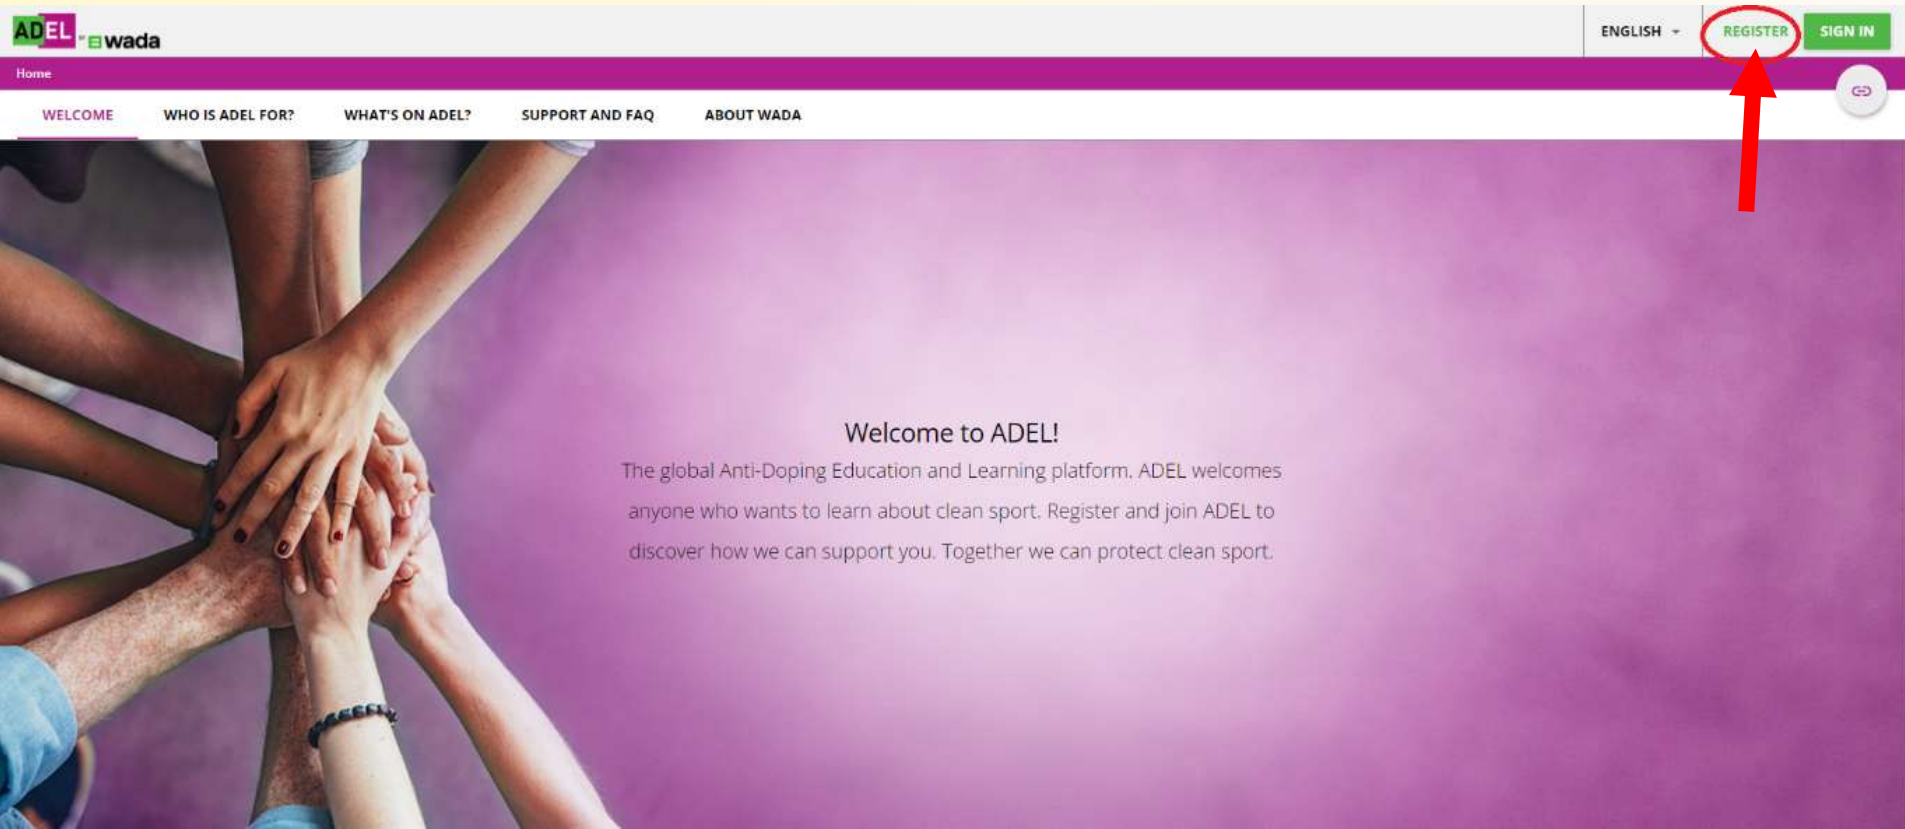 ADEL BY wada
ENGLISH
REGISTER
SIGN IN
Home
WELCOME
WHO IS ADEL FOR?
WHAT'S ON ADEL?
SUPPORT AND FAQ
ABOUT WADA
Welcome to ADEL!
The global Anti-Doping Education and Learning platform. ADEL welcomes
anyone who wants to learn about clean sport. Register and join ADEL to
discover how we can support you. Together we can protect clean sport.